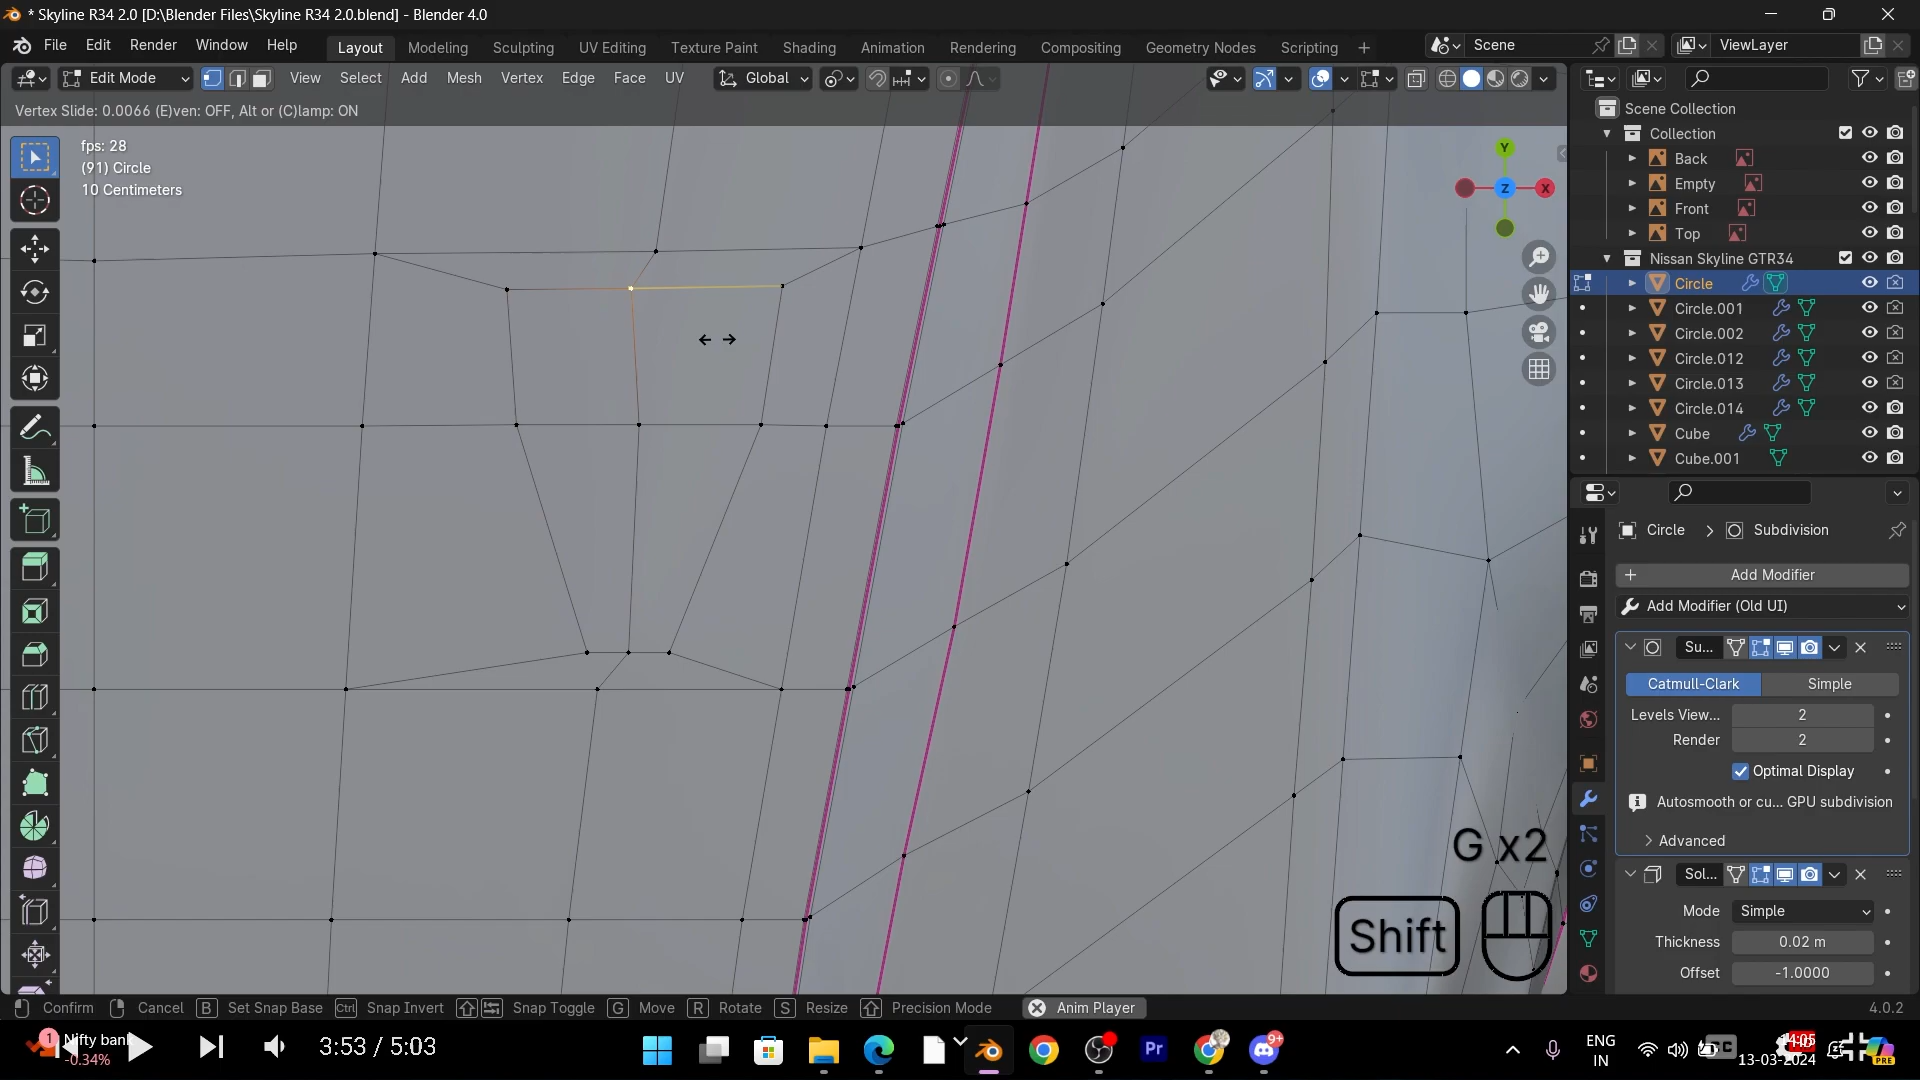 * Skyline R34 2.0 [D:\Blender Files\Skyline R34 2.0.blend] - Blender 4.0
File Edit Render Window Help Layout Modeling Sculpting UV Editing Texture Paint Shading Animation Rendering Compositing Geometry Nodes Scripting + Scene ViewLayer
Edit Mode View Select Add Mesh Vertex Edge Face UV Global
Vertex Slide: 0.0066 (E)ven: OFF, Alt or (C)lamp: ON
fps: 28
(91) Circle
10 Centimeters
Y
Z
X
Scene Collection
Collection
Back
Empty
Front
Top
Nissan Skyline GTR34
Circle
Circle.001
Circle.002
Circle.012
Circle.013
Circle.014
Cube
Cube.001
Circle > Subdivision
+ Add Modifier
Add Modifier (Old UI)
Su...
Catmull-Clark Simple
Levels View... 2
Render 2
Optimal Display
Autosmooth or cu... GPU subdivision
Advanced
Sol...
Mode Simple
Thickness 0.02 m
Offset -1.0000
G x2
Shift
Confirm Cancel B Set Snap Base Ctrl Snap Invert Snap Toggle G Move R Rotate S Resize Precision Mode Anim Player 4.0.2
1 Nifty bank
-0.34%
3:53 / 5:03
Pr
9+
ENG
IN
13-03-2024
PRE